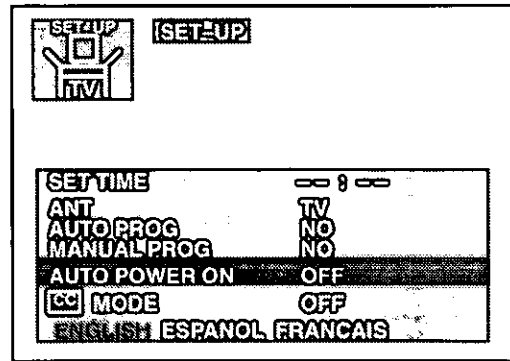 SET-UP [SET-UP]
TV
SET TIME -- : --
ANT TV
AUTO PROG NO
MANUAL PROG NO
AUTO POWER ON OFF
CC MODE OFF
ENGLISH ESPANOL FRANCAIS